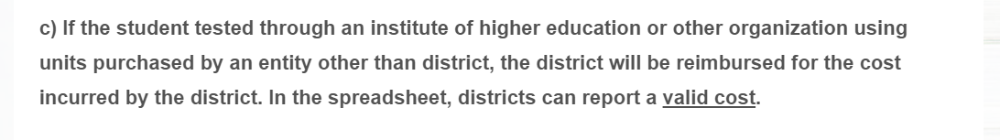 c) If the student tested through an institute of higher education or other organization using
units purchased by an entity other than district, the district will be reimbursed for the cost
incurred by the district. In the spreadsheet, districts can report a valid cost.